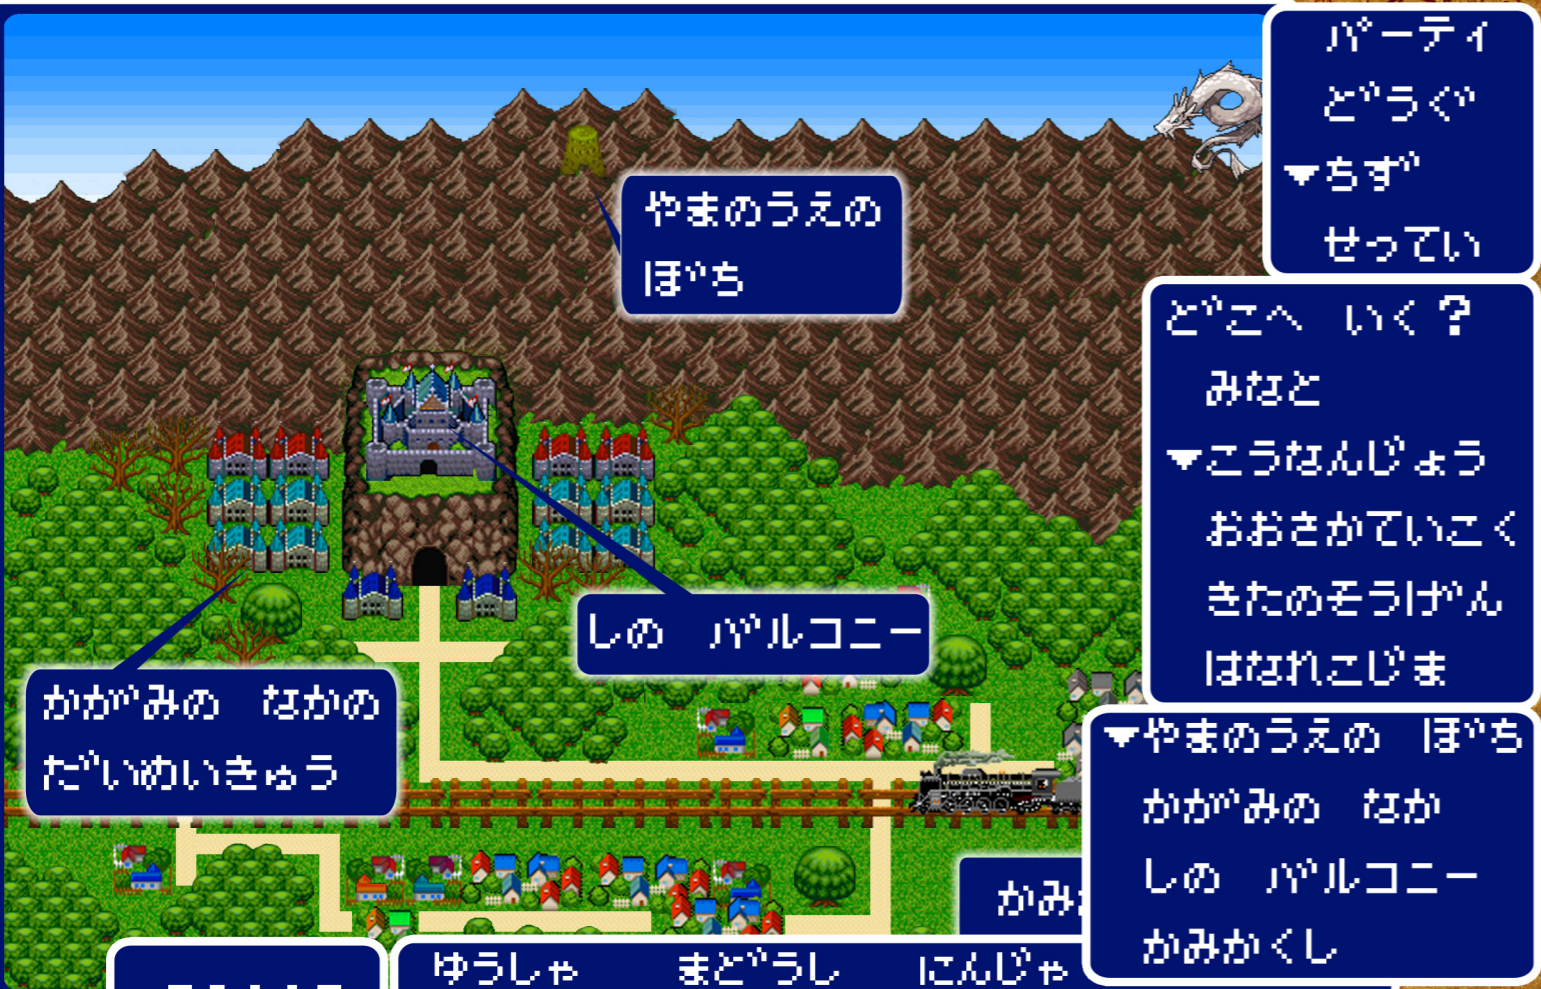 パーティ
どうぐ
▼ちず
せってい
やまのうえの
ぼち
どこへ いく?
みなと
▼こうなんじょう
おおさかていこく
きたのそうげん
はなれこじま
しの バルコニー
かがみの なかの
だいめいきゅう
▼やまのうえの ぼち
かがみの なか
しの バルコニー
かみかくし
かみ
ゆうしゃ まどうし にんじゃ